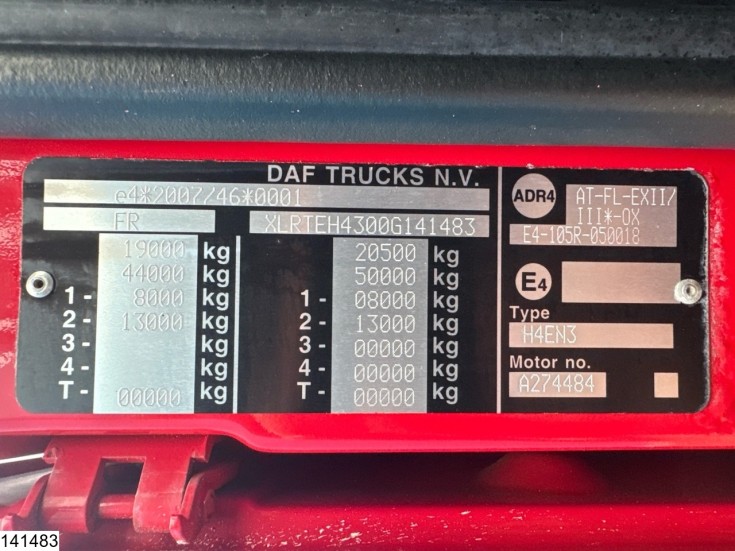 DAF TRUCKS N.V.
e4*2007/46*0001
FR XLRTEH4300G141483
19000 kg 20500 kg
44000 kg 50000 kg
1 - 8000 kg 1 - 08000 kg
2 - 13000 kg 2 - 13000 kg
3 - kg 3 - 00000 kg
4 - kg 4 - 00000 kg
T - 00000 kg T - 00000 kg
ADR4 AT-FL-EXII/
III*-OX
E4-105R-050018
E4
Type
H4EN3
Motor no.
A274484
141483